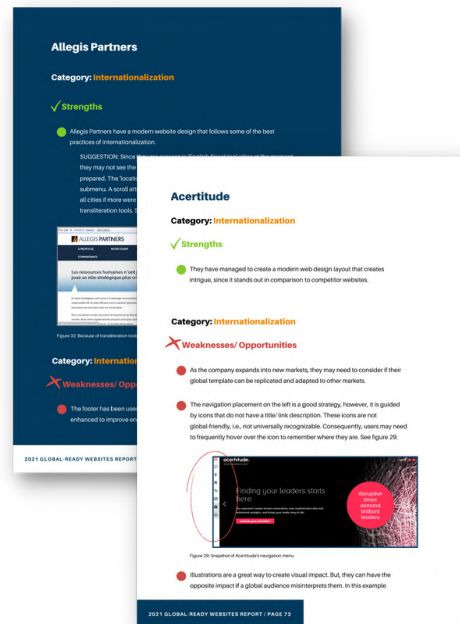 Allegis Partners
Category: Internationalization
Strengths
Allegis Partners have a modern website design that follows some of the best
practices of internationalization.
SUGGESTION: Since
they may not see the
prepared. The 'locatio
submenu. A scroll att
all cities if more were
transliteration tools.
ALLEGIS PARTNERS
Les ressources humaines n'ont
joué un rôle stratégique plus
Figure 32: Because of transliteration
Category: Internation
Weaknesses/ Opp
The footer has been use
enhanced to improve en
2021 GLOBAL-READY WEBSITES REPORT
Acertitude
Category: Internationalization
Strengths
They have managed to create a modern web design layout that creates
intrigue, since it stands out in comparison to competitor websites.
Category: Internationalization
Weaknesses/ Opportunities
As the company expands into new markets, they may need to consider if their
global template can be replicated and adapted to other markets.
The navigation placement on the left is a good strategy, however, it is guided
by icons that do not have a title/ link description. These icons are not
global-friendly, i.e., not universally recognizable. Consequently, users may need
to frequently hover over the icon to remember where they are. See figure 29.
acertitude.
Finding your leaders starts
here
disruptive
times
demand
brilliant
leaders
Figure 29: Snapshot of Acertitude's navigation menu
Illustrations are a great way to create visual impact. But, they can have the
opposite impact if a global audience misinterprets them. In this example
2021 GLOBAL-READY WEBSITES REPORT / PAGE 73